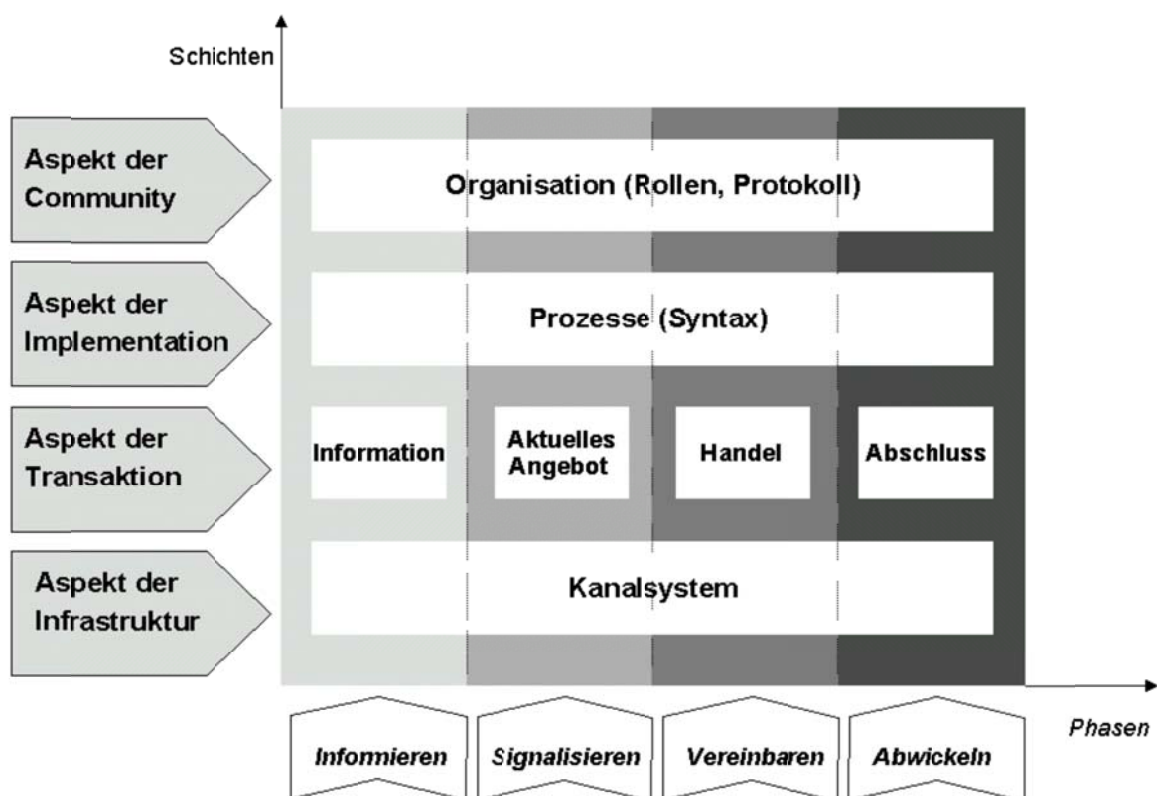 Schichten
Aspekt der
Community
Organisation (Rollen, Protokoll)
Aspekt der
Implementation
Prozesse (Syntax)
Aspekt der
Transaktion
Information
Aktuelles
Angebot
Handel
Abschluss
Aspekt der
Infrastruktur
Kanalsystem
Phasen
Informieren
Signalisieren
Vereinbaren
Abwickeln